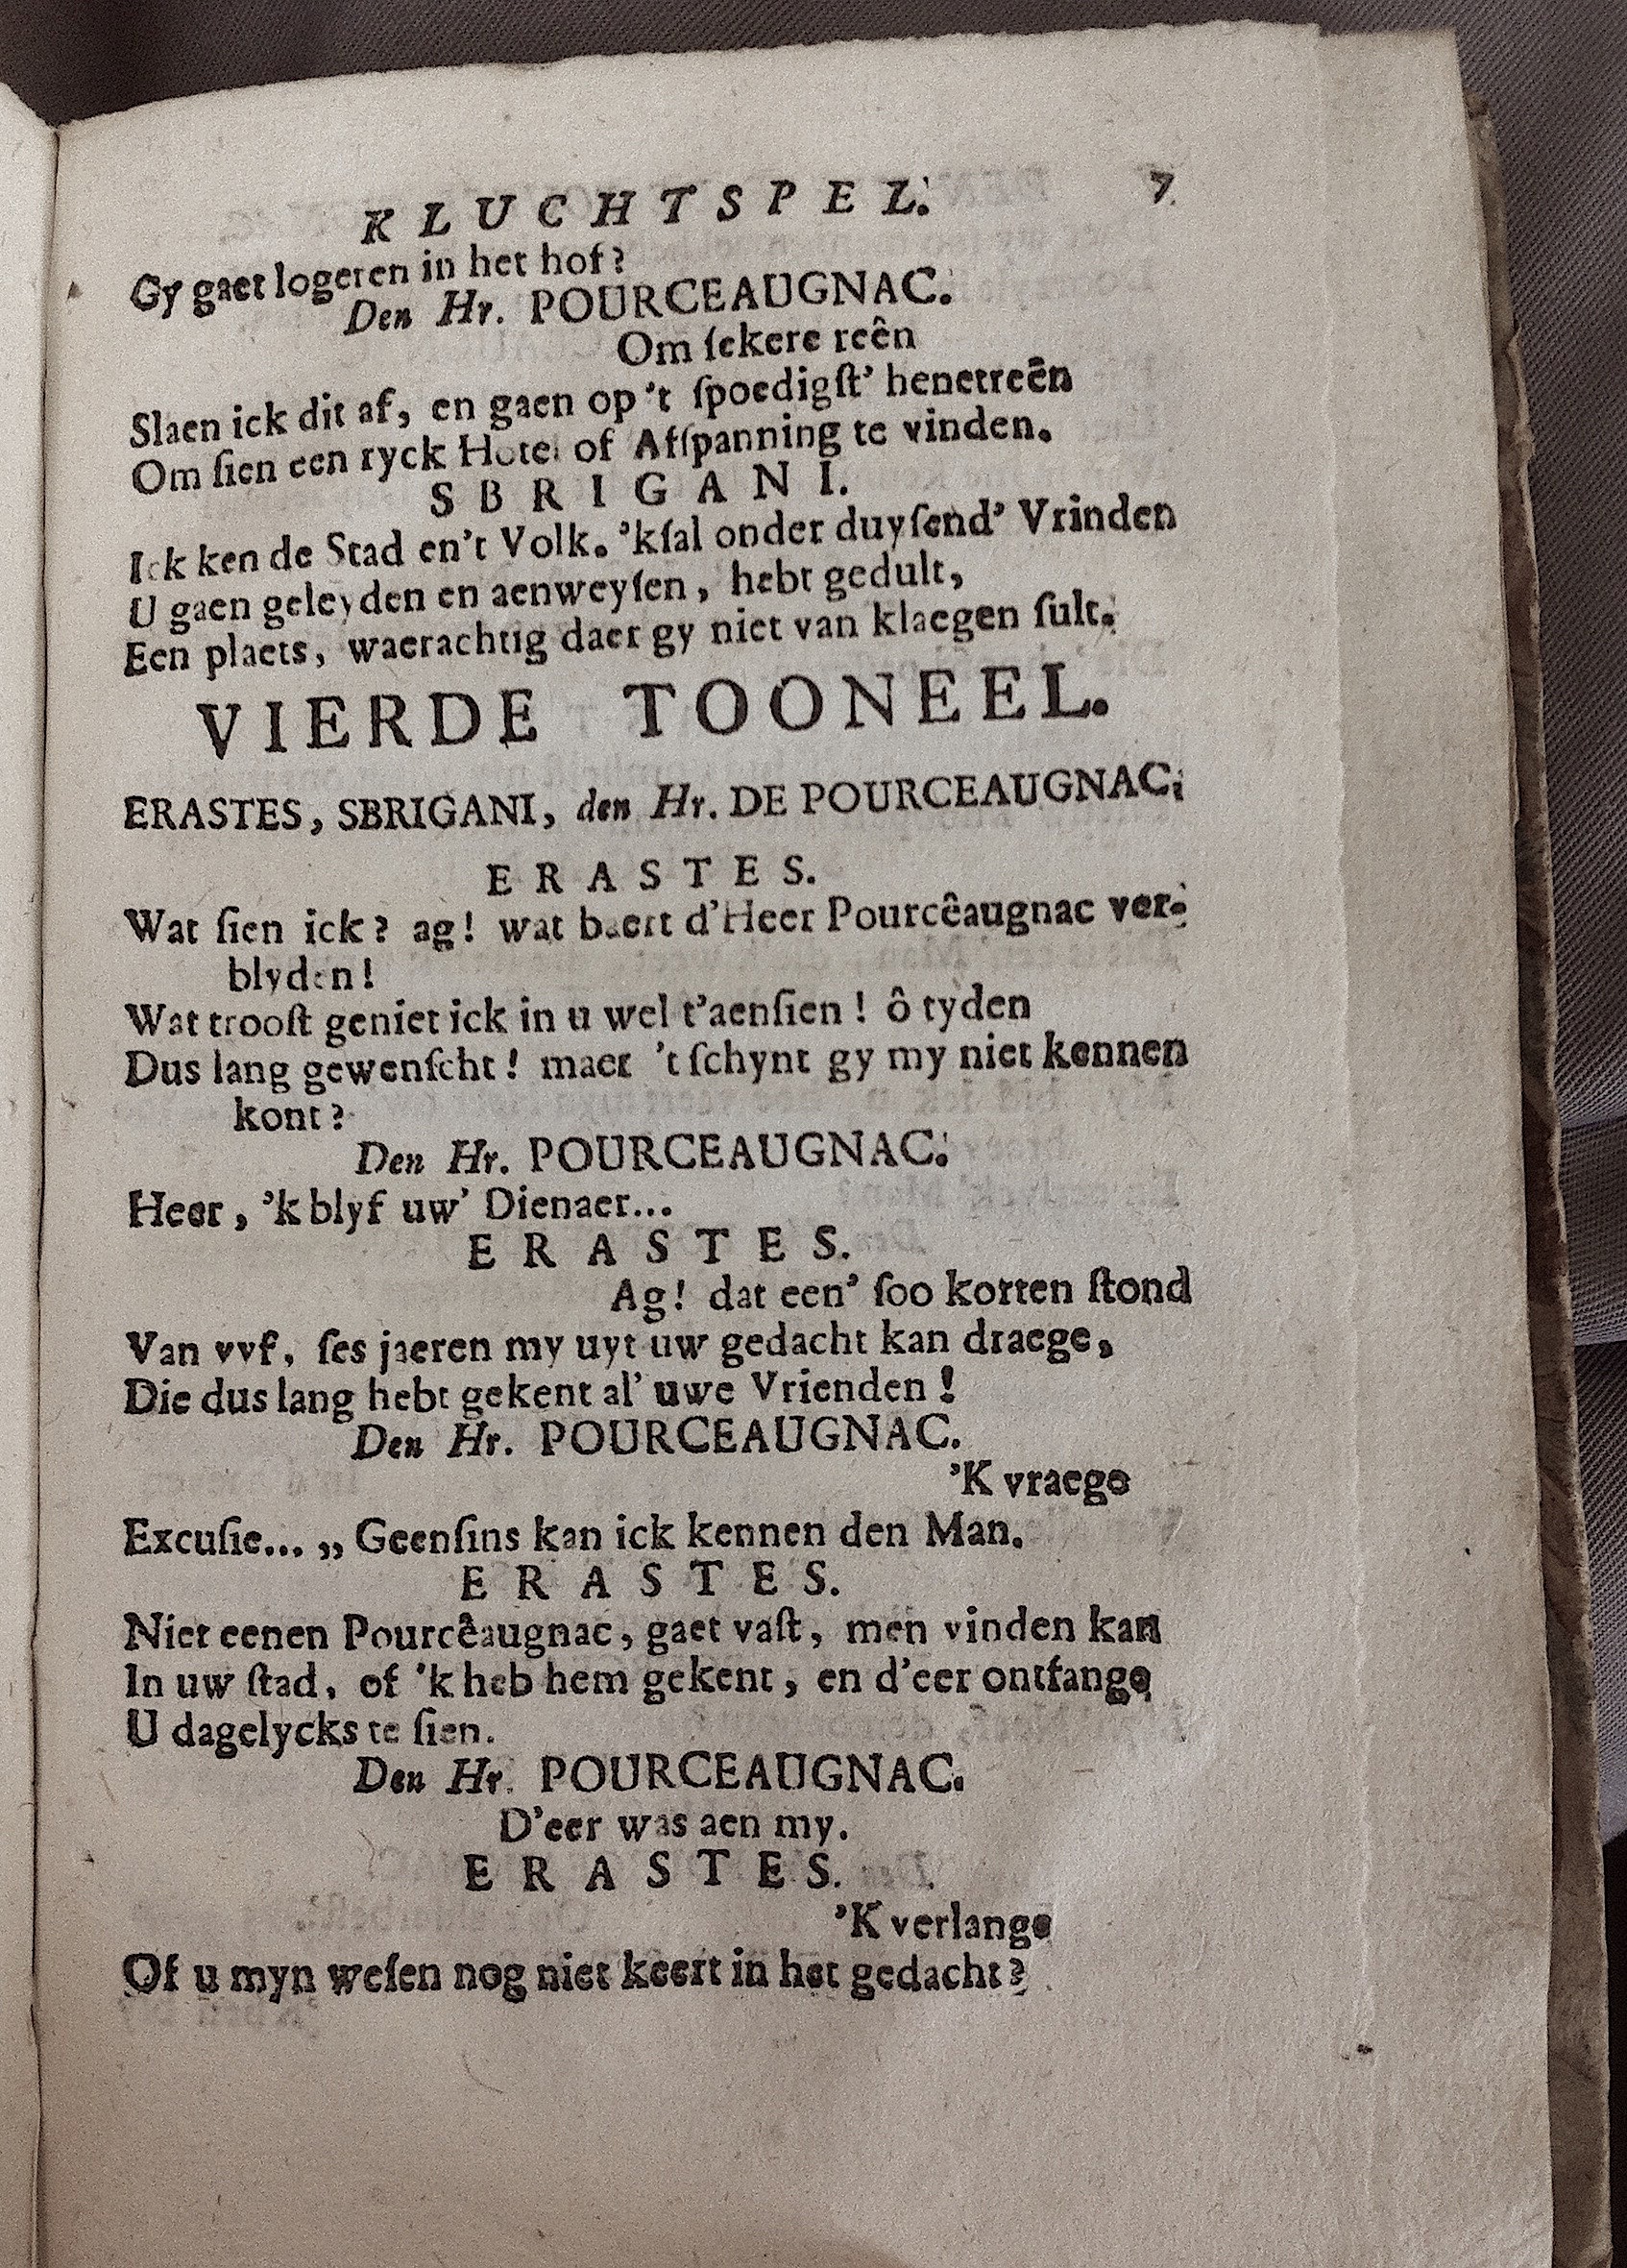 KLUCHTSPEL. 7
Gy gaet logeren in het hof?
Den Hr. POURCEAUGNAC.
Om ſekere reên
Slaen ick dit af, en gaen op 't ſpoedigſt' henetreên
Om ſien een ryck Hotel of Afſpanning te vinden.
SBRIGANI.
Ick ken de Stad en't Volk. 'kſal onder duyſend' Vrinden
U gaen geleyden en aenweyſen, hebt gedult,
Een plaets, waerachtig daer gy niet van klaegen ſult.
VIERDE TOONEEL.
ERASTES, SBRIGANI, den Hr. DE POURCEAUGNAC.
ERASTES.
Wat ſien ick? ag! wat baert d'Heer Pourcêaugnac ver-
blyden!
Wat trooſt geniet ick in u wel t'aenſien! ô tyden
Dus lang gewenſcht! maer 't ſchynt gy my niet kennen
kont?
Den Hr. POURCEAUGNAC.
Heer, 'k blyf uw' Dienaer...
ERASTES.
Ag! dat een' ſoo korten ſtond
Van vyf, ſes jaeren my uyt uw gedacht kan draege,
Die dus lang hebt gekent al' uwe Vrienden!
Den Hr. POURCEAUGNAC.
'K vraege
Excuſie... ,, Geenſins kan ick kennen den Man.
ERASTES.
Niet eenen Pourcêaugnac, gaet vaſt, men vinden kan
In uw ſtad, of 'k heb hem gekent, en d'eer ontfange
U dagelycks te ſien.
Den Hr. POURCEAUGNAC.
D'eer was aen my.
ERASTES.
'K verlange
Of u myn weſen nog niet keert in het gedacht?